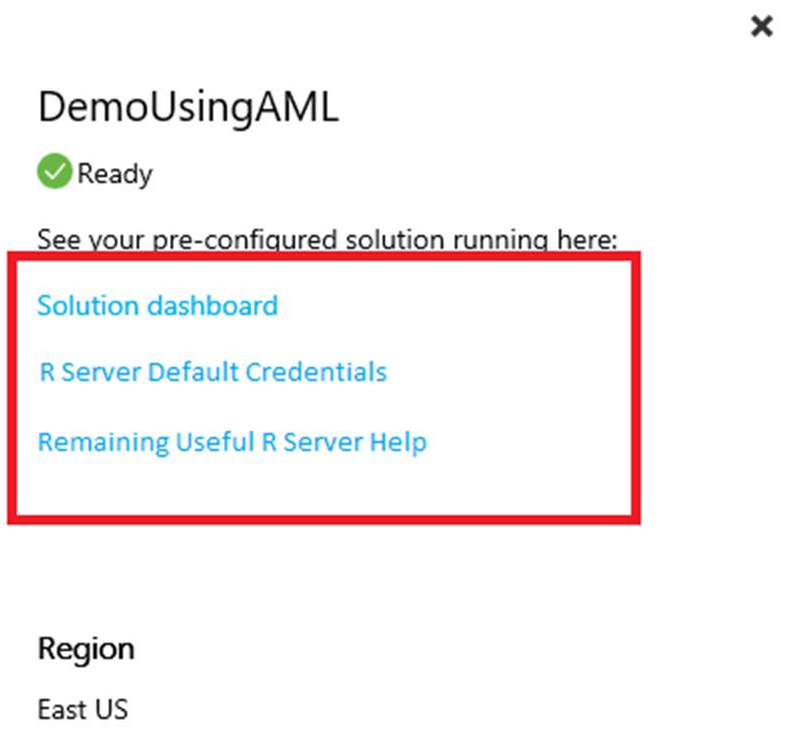 DemoUsingAML
Ready
See your pre-configured solution running here:
Solution dashboard
R Server Default Credentials
Remaining Useful R Server Help
Region
East US